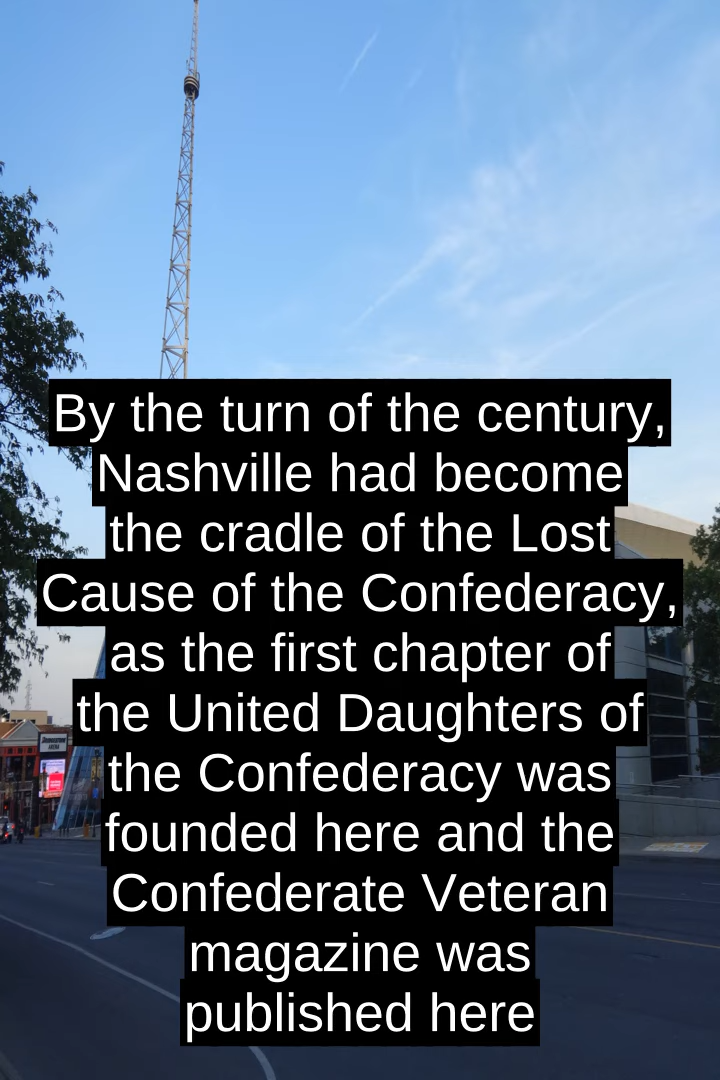 By the turn of the century,
Nashville had become
the cradle of the Lost
Cause of the Confederacy,
as the first chapter of
the United Daughters of
the Confederacy was
founded here and the
Confederate Veteran
magazine was
published here
BRIDGESTONE
ARENA